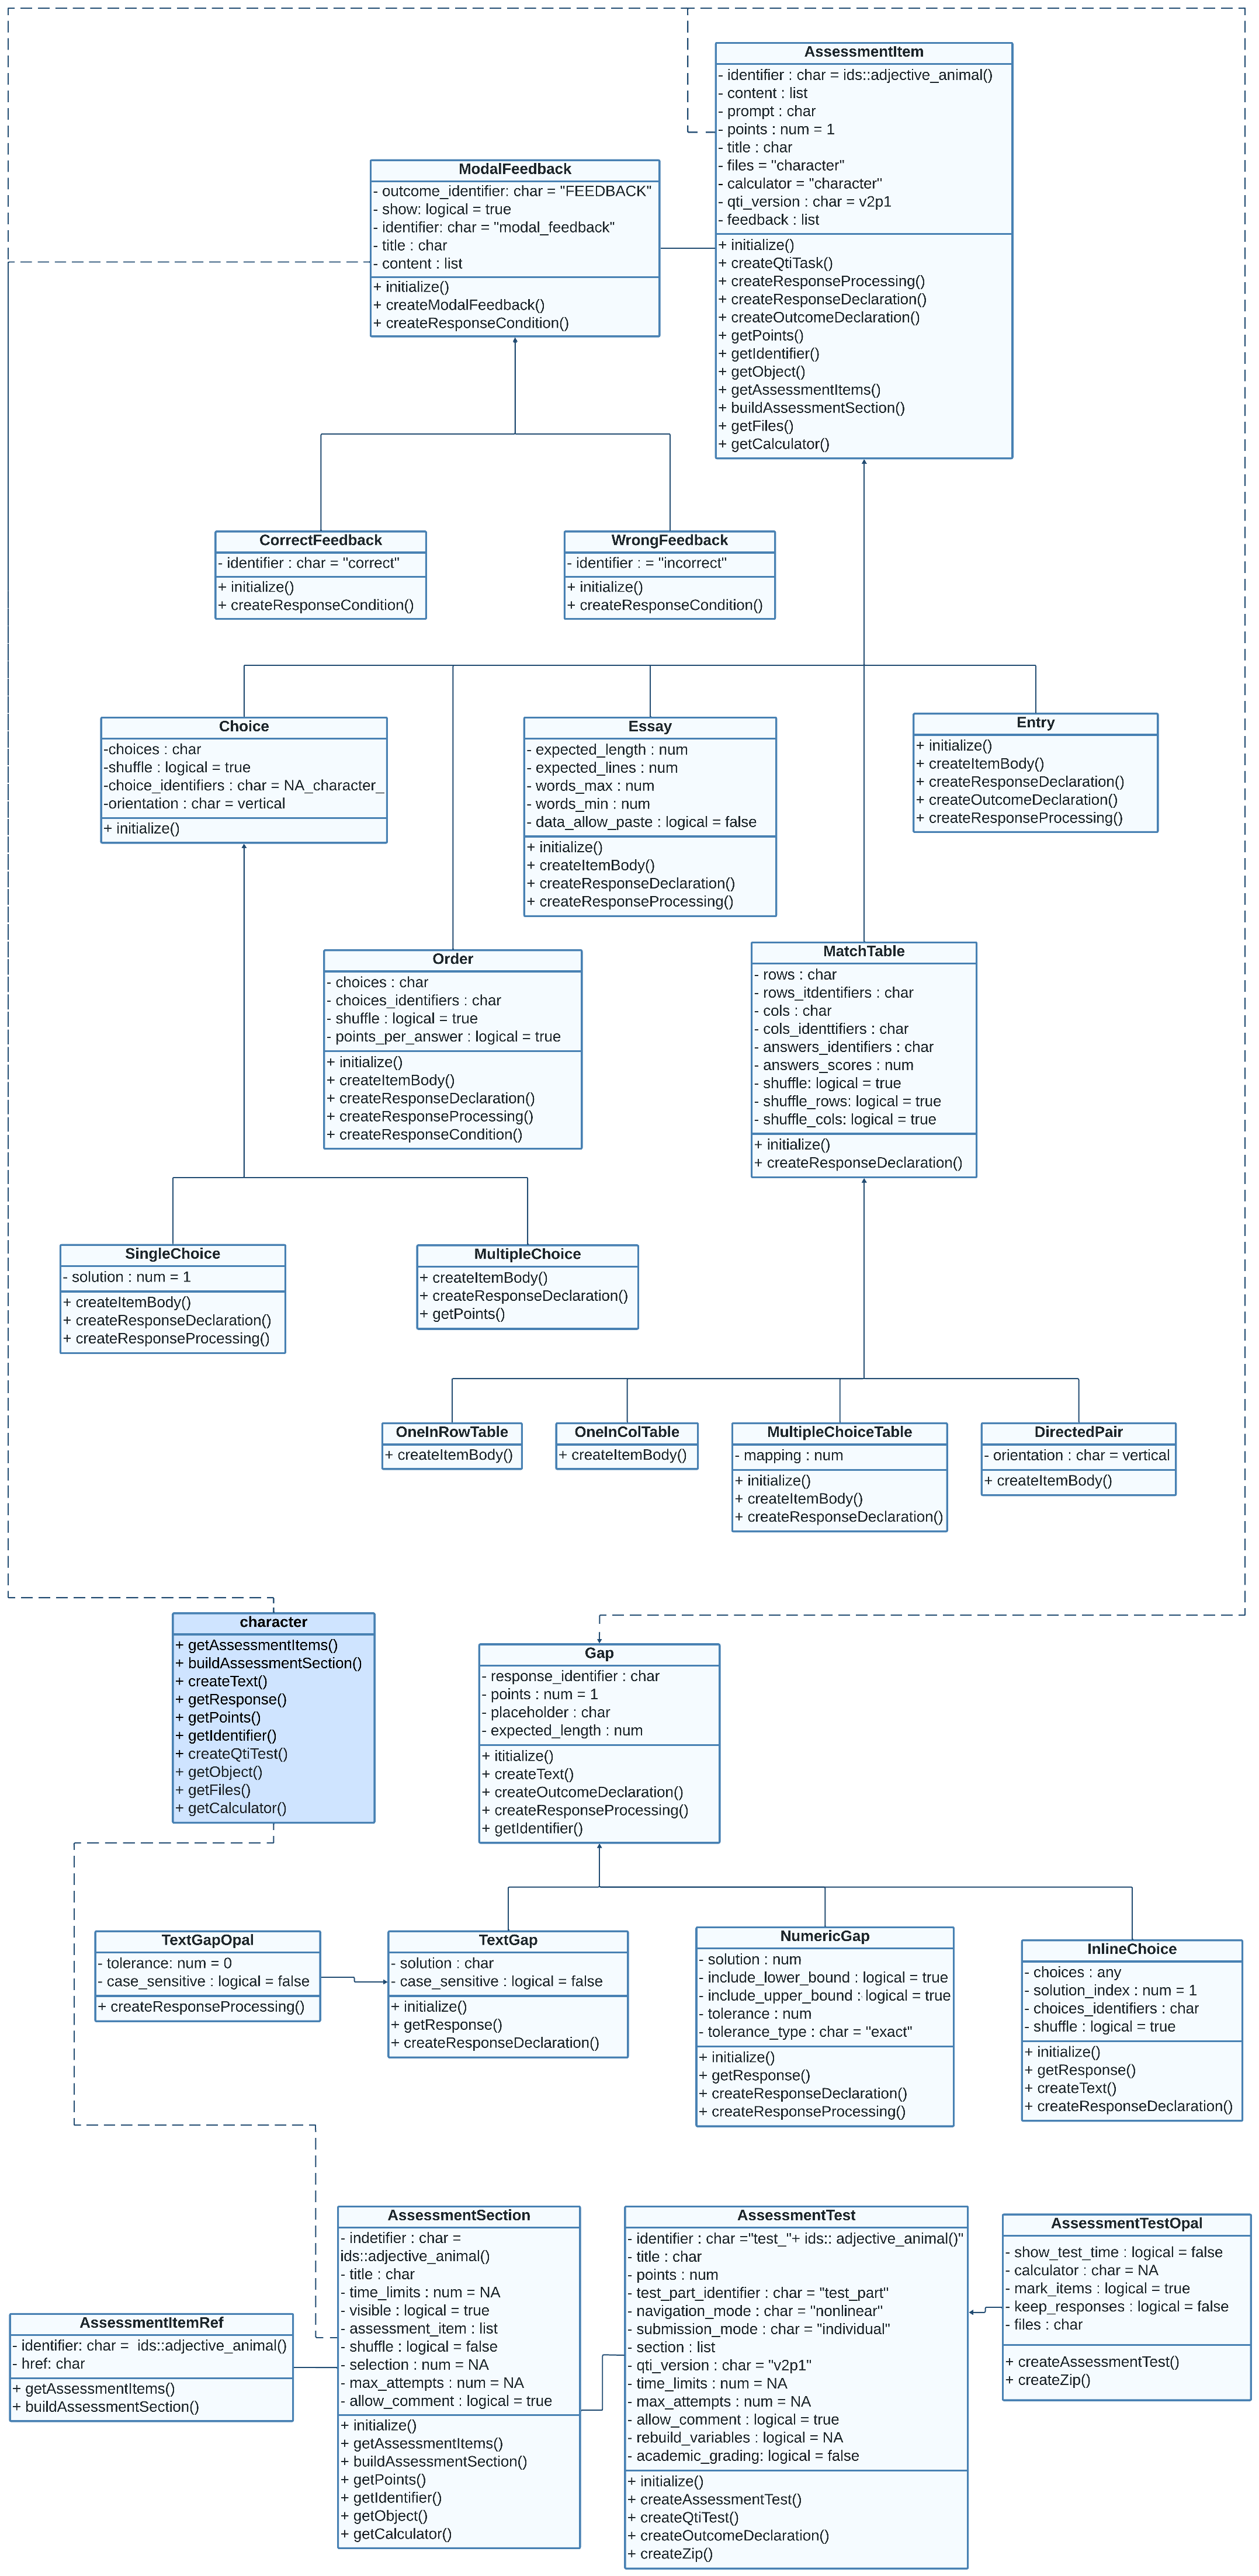 AssessmentItem
- identifier : char = ids::adjective_animal()
- content : list
- prompt : char
- points : num = 1
- title : char
- files = "character"
- calculator = "character"
- qti_version : char = v2p1
- feedback : list
+ initialize()
+ createQtiTask()
+ createResponseProcessing()
+ createResponseDeclaration()
+ createOutcomeDeclaration()
+ getPoints()
+ getIdentifier()
+ getObject()
+ getAssessmentItems()
+ buildAssessmentSection()
+ getFiles()
+ getCalculator()
ModalFeedback
- outcome_identifier: char = "FEEDBACK"
- show: logical = true
- identifier: char = "modal_feedback"
- title : char
- content : list
+ initialize()
+ createModalFeedback()
+ createResponseCondition()
CorrectFeedback
- identifier : char = "correct"
+ initialize()
+ createResponseCondition()
WrongFeedback
- identifier : = "incorrect"
+ initialize()
+ createResponseCondition()
Choice
-choices : char
-shuffle : logical = true
-choice_identifiers : char = NA_character_
-orientation : char = vertical
+ initialize()
Essay
- expected_length : num
- expected_lines : num
- words_max : num
- words_min : num
- data_allow_paste : logical = false
+ initialize()
+ createItemBody()
+ createResponseDeclaration()
+ createResponseProcessing()
Entry
+ initialize()
+ createItemBody()
+ createResponseDeclaration()
+ createOutcomeDeclaration()
+ createResponseProcessing()
Order
- choices : char
- choices_identifiers : char
- shuffle : logical = true
- points_per_answer : logical = true
+ initialize()
+ createItemBody()
+ createResponseDeclaration()
+ createResponseProcessing()
+ createResponseCondition()
MatchTable
- rows : char
- rows_itdentifiers : char
- cols : char
- cols_identtifiers : char
- answers_identifiers : char
- answers_scores : num
- shuffle: logical = true
- shuffle_rows: logical = true
- shuffle_cols: logical = true
+ initialize()
+ createResponseDeclaration()
SingleChoice
- solution : num = 1
+ createItemBody()
+ createResponseDeclaration()
+ createResponseProcessing()
MultipleChoice
+ createItemBody()
+ createResponseDeclaration()
+ getPoints()
OneInRowTable
+ createItemBody()
OneInColTable
+ createItemBody()
MultipleChoiceTable
- mapping : num
+ initialize()
+ createItemBody()
+ createResponseDeclaration()
DirectedPair
- orientation : char = vertical
+ createItemBody()
character
+ getAssessmentItems()
+ buildAssessmentSection()
+ createText()
+ getResponse()
+ getPoints()
+ getIdentifier()
+ createQtiTest()
+ getObject()
+ getFiles()
+ getCalculator()
Gap
- response_identifier : char
- points : num = 1
- placeholder : char
- expected_length : num
+ ititialize()
+ createText()
+ createOutcomeDeclaration()
+ createResponseProcessing()
+ getIdentifier()
TextGapOpal
- tolerance: num = 0
- case_sensitive : logical = false
+ createResponseProcessing()
TextGap
- solution : char
- case_sensitive : logical = false
+ initialize()
+ getResponse()
+ createResponseDeclaration()
NumericGap
- solution : num
- include_lower_bound : logical = true
- include_upper_bound : logical = true
- tolerance : num
- tolerance_type : char = "exact"
+ initialize()
+ getResponse()
+ createResponseDeclaration()
+ createResponseProcessing()
InlineChoice
- choices : any
- solution_index : num = 1
- choices_identifiers : char
- shuffle : logical = true
+ initialize()
+ getResponse()
+ createText()
+ createResponseDeclaration()
AssessmentItemRef
- identifier: char =  ids::adjective_animal()
- href: char
+ getAssessmentItems()
+ buildAssessmentSection()
AssessmentSection
- indetifier : char =
ids::adjective_animal()
- title : char
- time_limits : num = NA
- visible : logical = true
- assessment_item : list
- shuffle : logical = false
- selection : num = NA
- max_attempts : num = NA
- allow_comment : logical = true
+ initialize()
+ getAssessmentItems()
+ buildAssessmentSection()
+ getPoints()
+ getIdentifier()
+ getObject()
+ getCalculator()
AssessmentTest
- identifier : char ="test_"+ ids:: adjective_animal()"
- title : char
- points : num
- test_part_identifier : char = "test_part"
- navigation_mode : char = "nonlinear"
- submission_mode : char = "individual"
- section : list
- qti_version : char = "v2p1"
- time_limits : num = NA
- max_attempts : num = NA
- allow_comment : logical = true
- rebuild_variables : logical = NA
- academic_grading: logical = false
+ initialize()
+ createAssessmentTest()
+ createQtiTest()
+ createOutcomeDeclaration()
+ createZip()
AssessmentTestOpal
- show_test_time : logical = false
- calculator : char = NA
- mark_items : logical = true
- keep_responses : logical = false
- files : char
+ createAssessmentTest()
+ createZip()